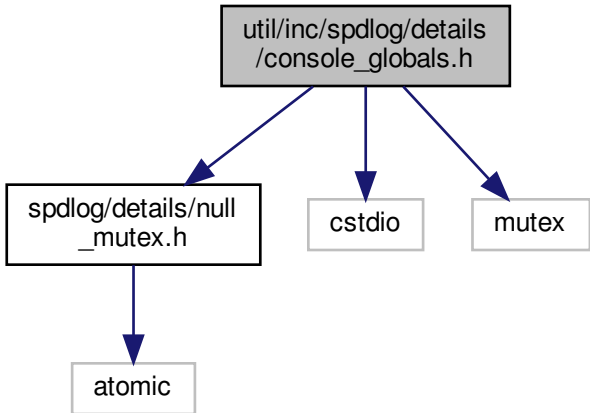 util/inc/spdlog/details
/console_globals.h
spdlog/details/null
_mutex.h
cstdio
mutex
atomic